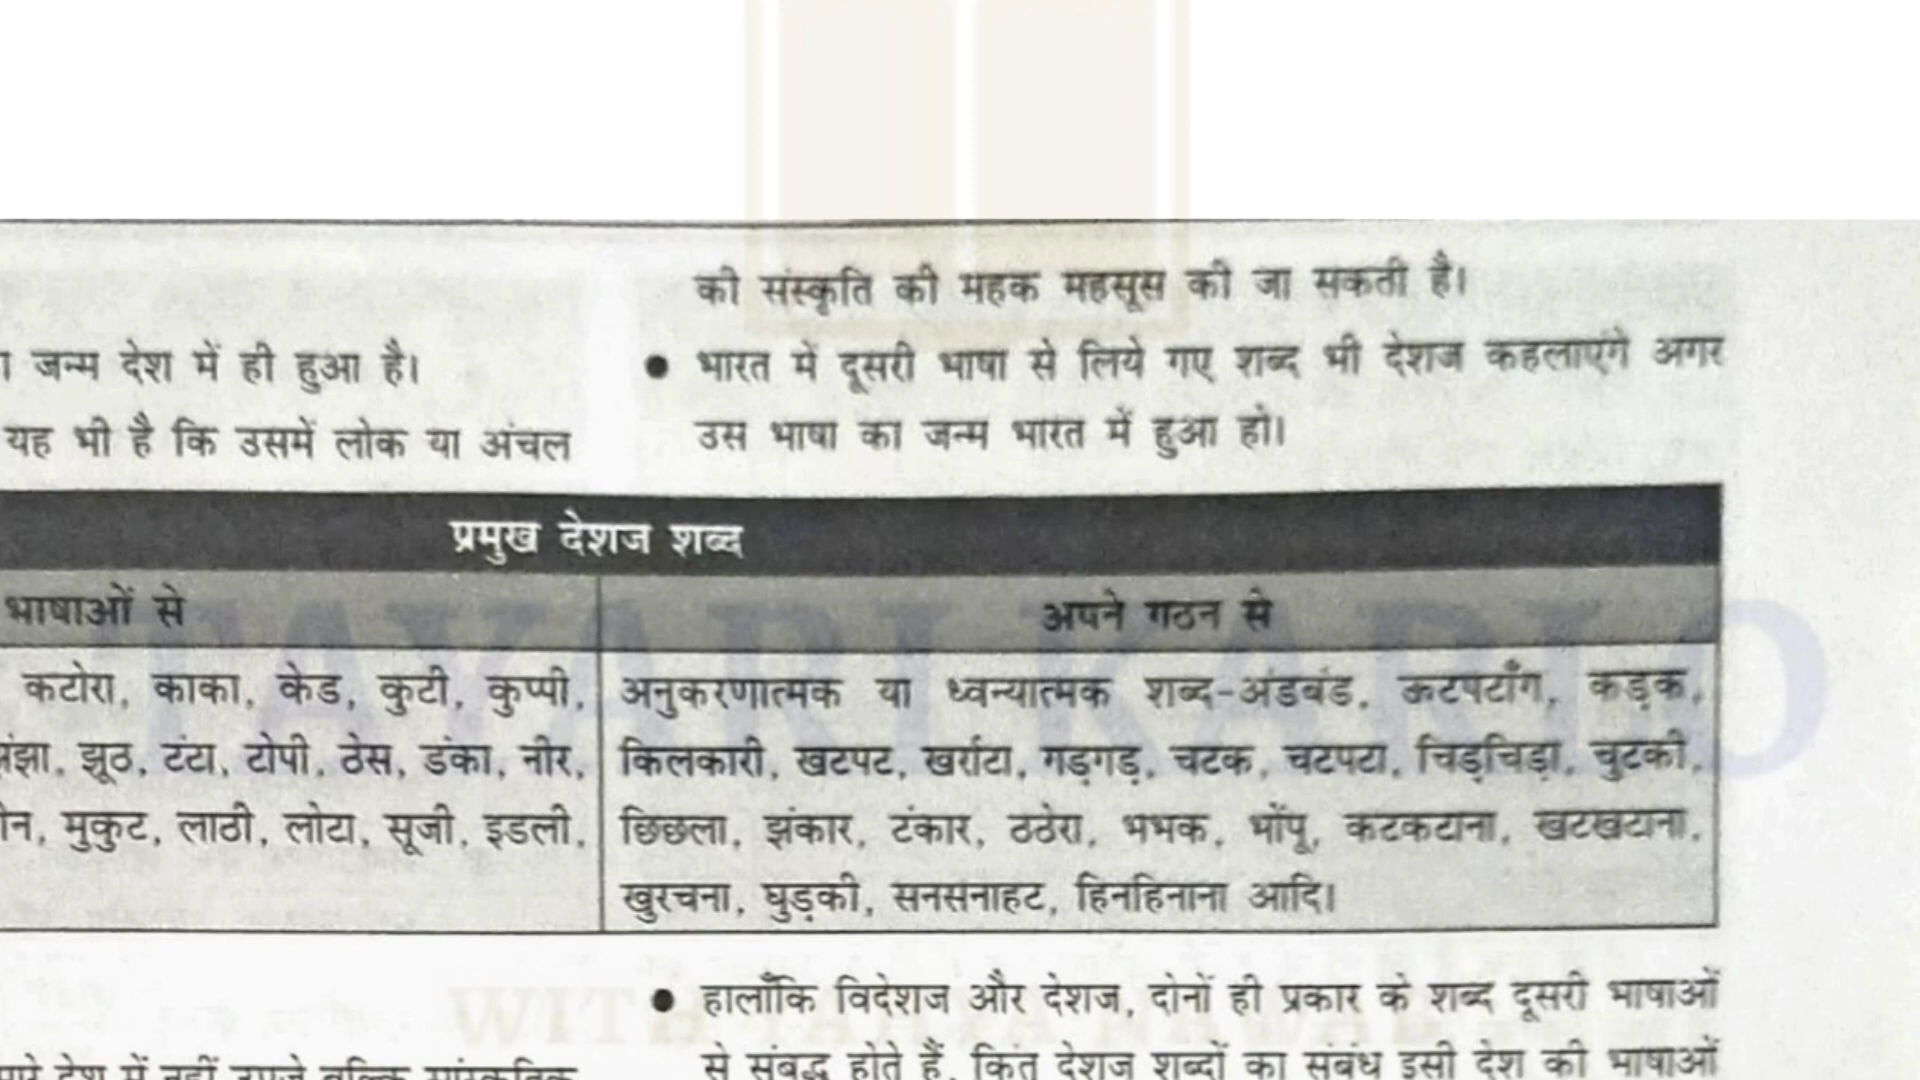 जन्म देश में ही हुआ है।
यह भी है कि उसमें लोक या अंचल
की संस्कृति की महक महसूस की जा सकती है।
● भारत में दूसरी भाषा से लिये गए शब्द भी देशज कहलाएंगे अगर
उस भाषा का जन्म भारत में हुआ हो।
प्रमुख देशज शब्द
भाषाओं से
कटोरा, काका, केड, कुटी, कुप्पी,
झूठ, टंटा, टोपी, ठेस, डंका, नीर,
मुकुट, लाठी, लोटा, सूजी, इडली,
अपने गठन से
अनुकरणात्मक या ध्वन्यात्मक शब्द-अंडबंड, ऊटपटाँग, कड़क,
किलकारी, खटपट, खर्राटा, गड़गड़, चटक, चटपटा, चिड़चिड़ा, चुटकी,
छिछला, झंकार, टंकार, ठठेरा, भभक, भोंपू, कटकटाना, खटखटाना,
खुरचना, घुड़की, सनसनाहट, हिनहिनाना आदि।
● हालाँकि विदेशज और देशज, दोनों ही प्रकार के शब्द दूसरी भाषाओं
से संबद्ध होते हैं, किंतु देशज शब्दों का संबंध इसी देश की भाषाओं